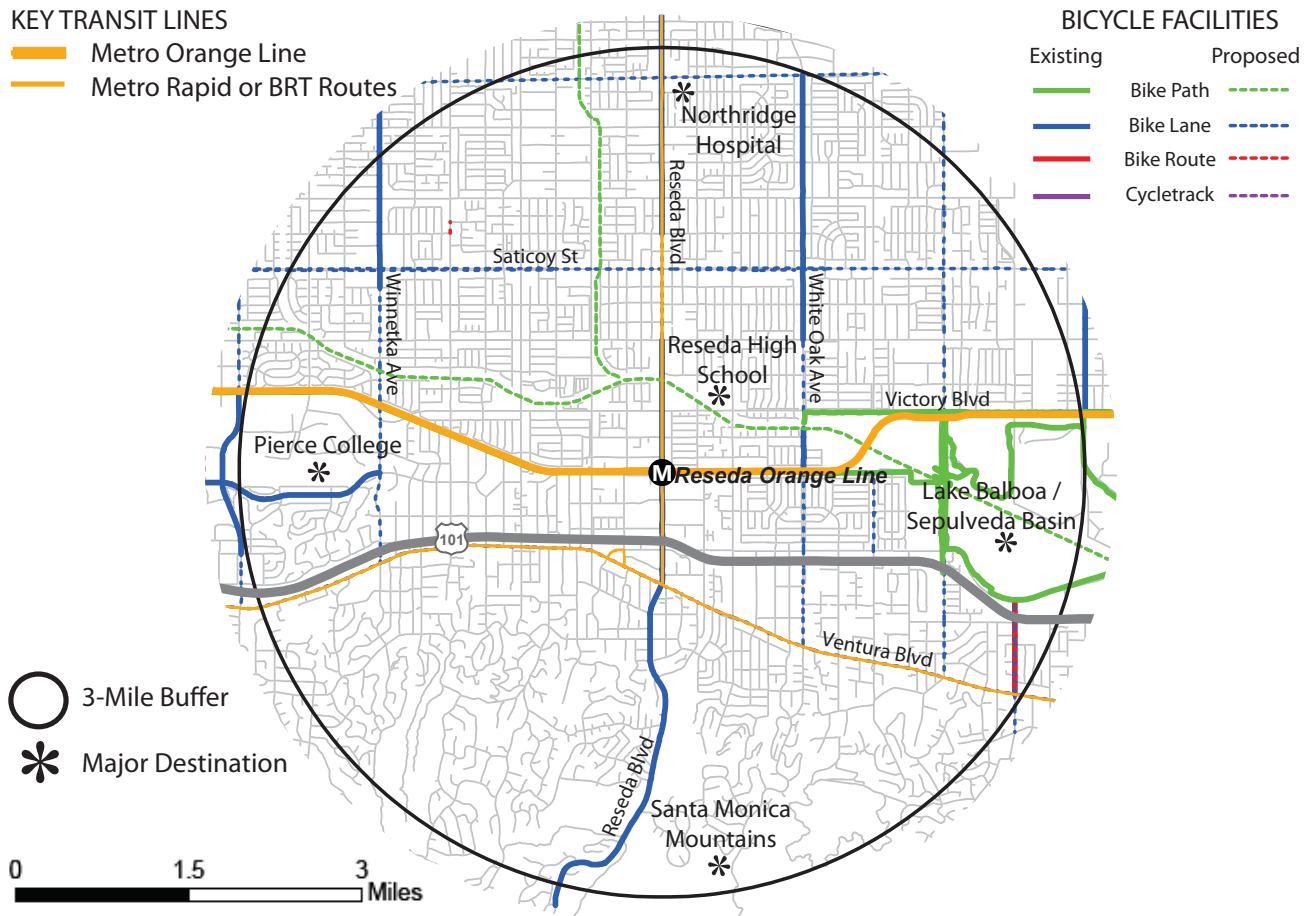 KEY TRANSIT LINES
Metro Orange Line
Metro Rapid or BRT Routes
BICYCLE FACILITIES
Existing
Proposed
Bike Path
Bike Lane
Bike Route
Cycletrack
Northridge
Hospital
Reseda Blvd
Saticoy St
Winnetka Ave
White Oak Ave
Reseda High
School
Victory Blvd
Pierce College
M
Reseda Orange Line
Lake Balboa /
Sepulveda Basin
101
Ventura Blvd
3-Mile Buffer
Major Destination
Reseda Blvd
Santa Monica
Mountains
0
1.5
3
Miles